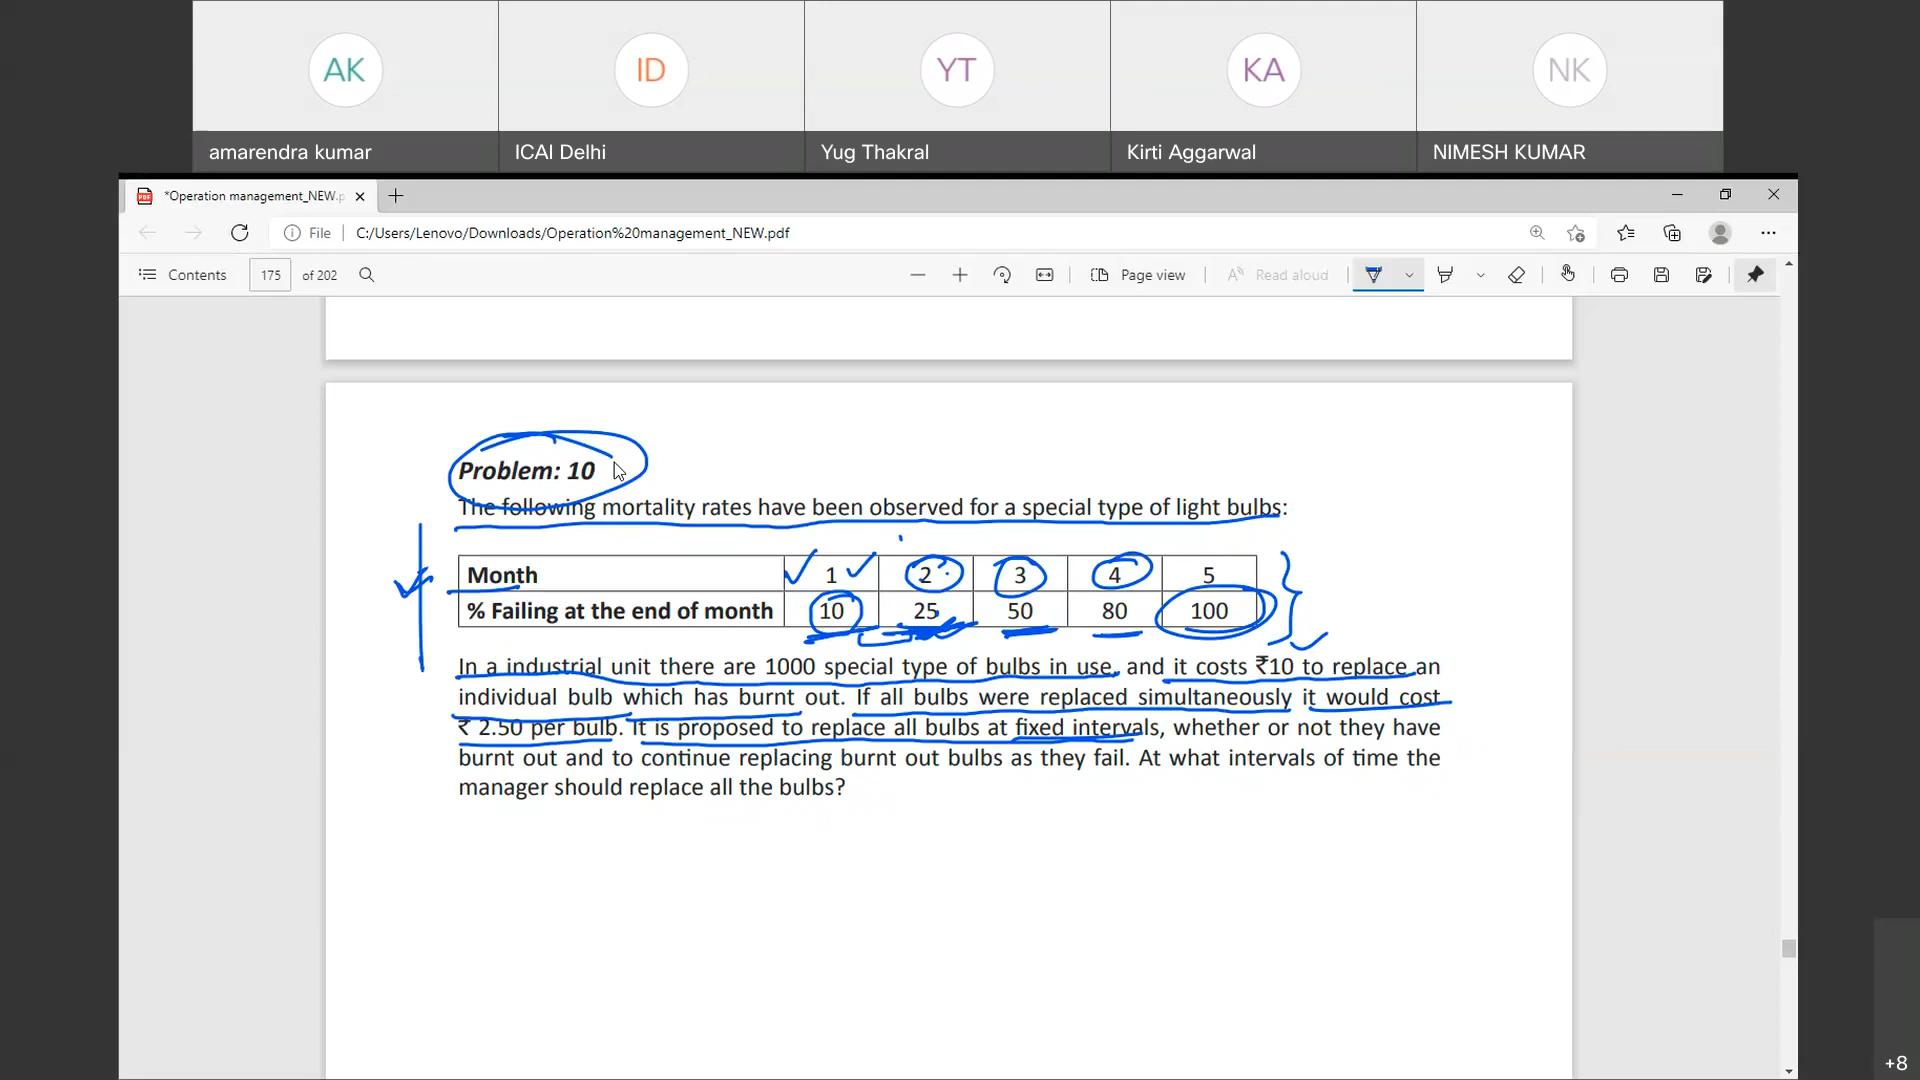 AK
ID
YT
KA
NK
amarendra kumar
ICAI Delhi
Yug Thakral
Kirti Aggarwal
NIMESH KUMAR
*Operation management_NEW.p
File
C:/Users/Lenovo/Downloads/Operation%20management_NEW.pdf
Contents
175
of 202
Page view
Read aloud
Problem: 10
The following mortality rates have been observed for a special type of light bulbs:
Month 1 2 3 4 5
% Failing at the end of month 10 25 50 80 100
In a industrial unit there are 1000 special type of bulbs in use, and it costs ₹10 to replace an
individual bulb which has burnt out. If all bulbs were replaced simultaneously it would cost
₹ 2.50 per bulb. It is proposed to replace all bulbs at fixed intervals, whether or not they have
burnt out and to continue replacing burnt out bulbs as they fail. At what intervals of time the
manager should replace all the bulbs?
+8